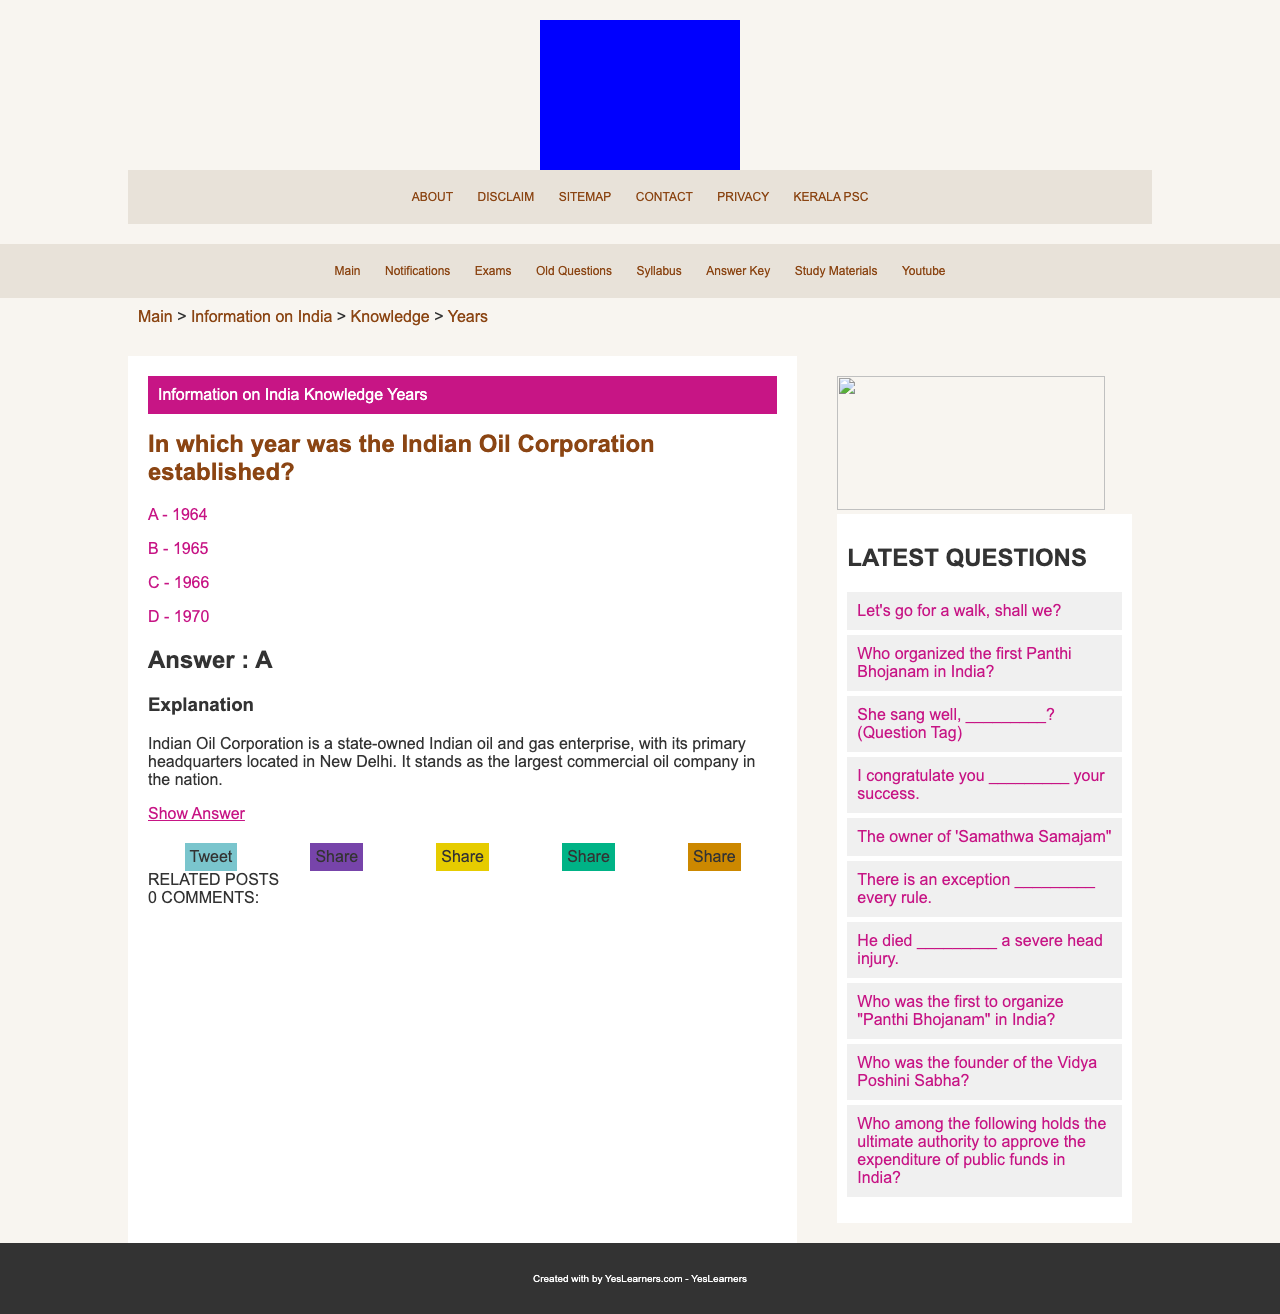 ABOUT DISCLAIM SITEMAP CONTACT PRIVACY KERALA PSC
Main Notifications Exams Old Questions Syllabus Answer Key Study Materials Youtube
Main > Information on India > Knowledge > Years
Information on India Knowledge Years
In which year was the Indian Oil Corporation
established?
A - 1964
B - 1965
C - 1966
D - 1970
Answer : A
Explanation
Indian Oil Corporation is a state-owned Indian oil and gas enterprise, with its primary
headquarters located in New Delhi. It stands as the largest commercial oil company in
the nation.
Show Answer
Tweet Share Share Share Share
RELATED POSTS
0 COMMENTS:
LATEST QUESTIONS
Let's go for a walk, shall we?
Who organized the first Panthi
Bhojanam in India?
She sang well, _________?
(Question Tag)
I congratulate you _________ your
success.
The owner of 'Samathwa Samajam"
There is an exception _________
every rule.
He died _________ a severe head
injury.
Who was the first to organize
"Panthi Bhojanam" in India?
Who was the founder of the Vidya
Poshini Sabha?
Who among the following holds the
ultimate authority to approve the
expenditure of public funds in
India?
Created with by YesLearners.com - YesLearners